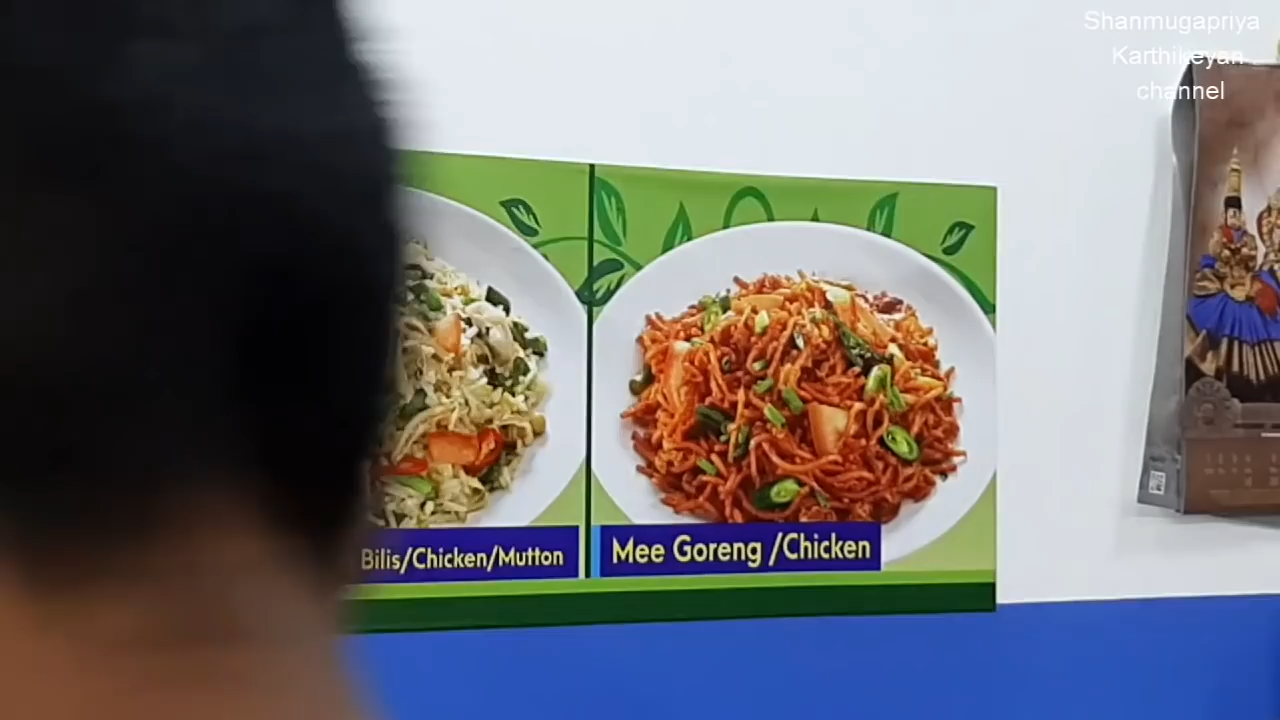 Shanmugapriya
Karthikeyan
channel
Bilis/Chicken/Mutton
Mee Goreng /Chicken